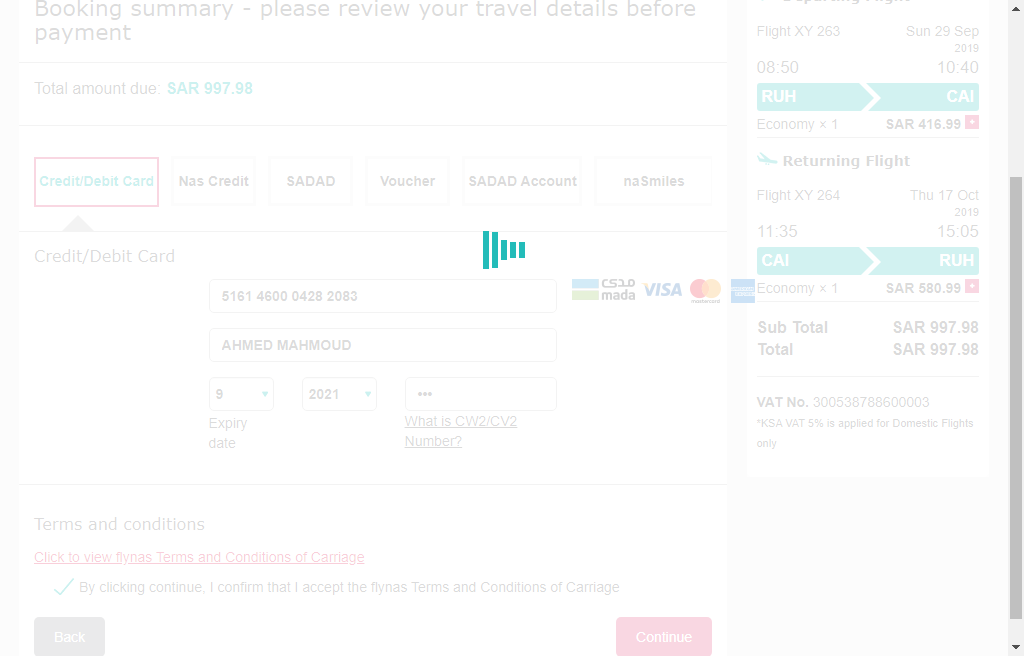 Booking summary - please review your travel details before
payment
Total amount due: SAR 997.98
Credit/Debit Card
Nas Credit
SADAD
Voucher
SADAD Account
naSmiles
Credit/Debit Card
5161 4600 0428 2083
مدى
mada
VISA
mastercard
AHMED MAHMOUD
9
2021
•••
Expiry
date
What is CW2/CV2
Number?
Terms and conditions
Click to view flynas Terms and Conditions of Carriage
By clicking continue, I confirm that I accept the flynas Terms and Conditions of Carriage
Back
Continue
Flight XY 263
Sun 29 Sep
2019
08:50
10:40
RUH
CAI
Economy × 1
SAR 416.99 +
Returning Flight
Flight XY 264
Thu 17 Oct
2019
11:35
15:05
CAI
RUH
Economy × 1
SAR 580.99 +
Sub Total
SAR 997.98
Total
SAR 997.98
VAT No. 300538788600003
*KSA VAT 5% is applied for Domestic Flights
only